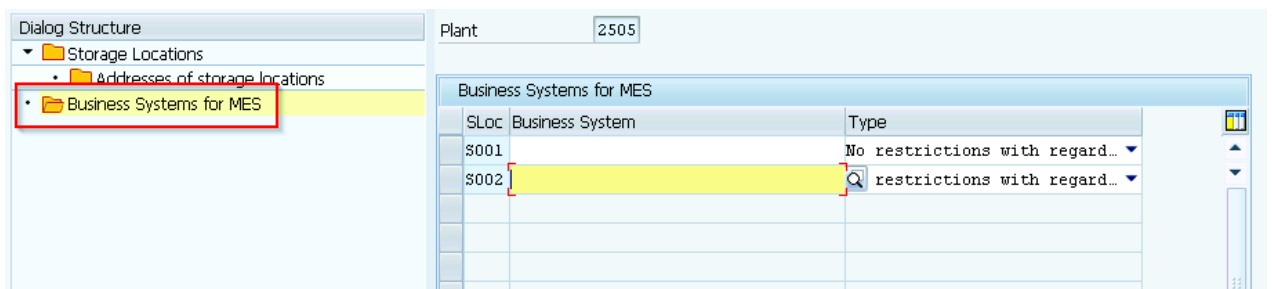 Dialog Structure
Storage Locations
Addresses of storage locations
Business Systems for MES
Plant 2505
Business Systems for MES
SLoc Business System Type
S001 No restrictions with regard...
S002 restrictions with regard...